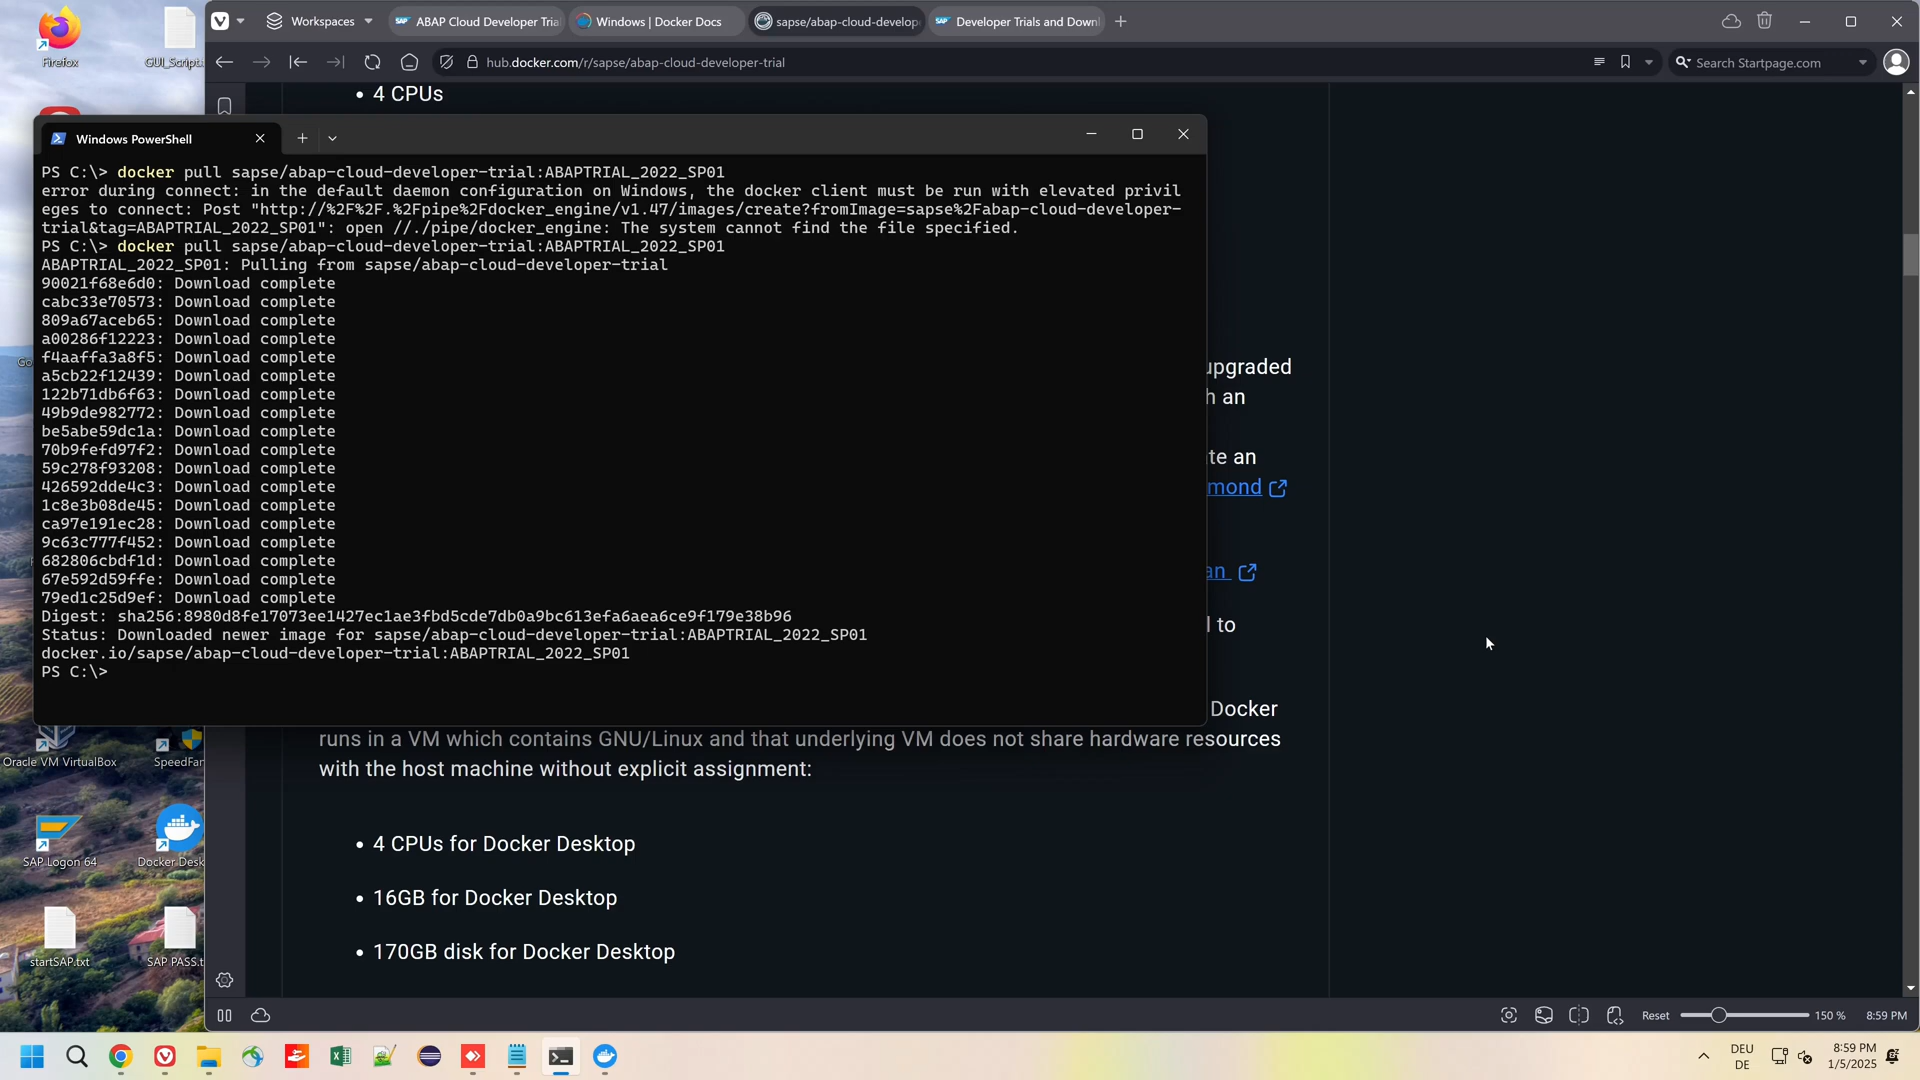 Firefox
GUI_Script.
Workspaces
ABAP Cloud Developer Tria
Windows | Docker Docs
sapse/abap-cloud-develope
Developer Trials and Downl
hub.docker.com/r/sapse/abap-cloud-developer-trial
Search Startpage.com
• 4 CPUs
Windows PowerShell
PS C:\> docker pull sapse/abap-cloud-developer-trial:ABAPTRIAL_2022_SP01
error during connect: in the default daemon configuration on Windows, the docker client must be run with elevated privil
eges to connect: Post "http://%2F%2F.%2Fpipe%2Fdocker_engine/v1.47/images/create?fromImage=sapse%2Fabap-cloud-developer-
trial&tag=ABAPTRIAL_2022_SP01": open //./pipe/docker_engine: The system cannot find the file specified.
PS C:\> docker pull sapse/abap-cloud-developer-trial:ABAPTRIAL_2022_SP01
ABAPTRIAL_2022_SP01: Pulling from sapse/abap-cloud-developer-trial
90021f68e6d0: Download complete
cabc33e70573: Download complete
809a67aceb65: Download complete
a00286f12223: Download complete
f4aaffa3a8f5: Download complete
a5cb22f12439: Download complete
122b71db6f63: Download complete
49b9de982772: Download complete
be5abe59dc1a: Download complete
70b9fefd97f2: Download complete
59c278f93208: Download complete
426592dde4c3: Download complete
1c8e3b08de45: Download complete
ca97e191ec28: Download complete
9c63c777f452: Download complete
682806cbdf1d: Download complete
67e592d59ffe: Download complete
79ed1c25d9ef: Download complete
Digest: sha256:8980d8fe17073ee1427ec1ae3fbd5cde7db0a9bc613efa6aea6ce9f179e38b96
Status: Downloaded newer image for sapse/abap-cloud-developer-trial:ABAPTRIAL_2022_SP01
docker.io/sapse/abap-cloud-developer-trial:ABAPTRIAL_2022_SP01
PS C:\>
upgraded
h an
te an
mond
an
l to
Docker
runs in a VM which contains GNU/Linux and that underlying VM does not share hardware resources
with the host machine without explicit assignment:
• 4 CPUs for Docker Desktop
• 16GB for Docker Desktop
• 170GB disk for Docker Desktop
Go
Oracle VM VirtualBox
SpeedFan
SAP Logon 64
Docker Desk
startSAP.txt
SAP PASS.t
Reset
150 %
8:59 PM
DEU
DE
8:59 PM
1/5/2025